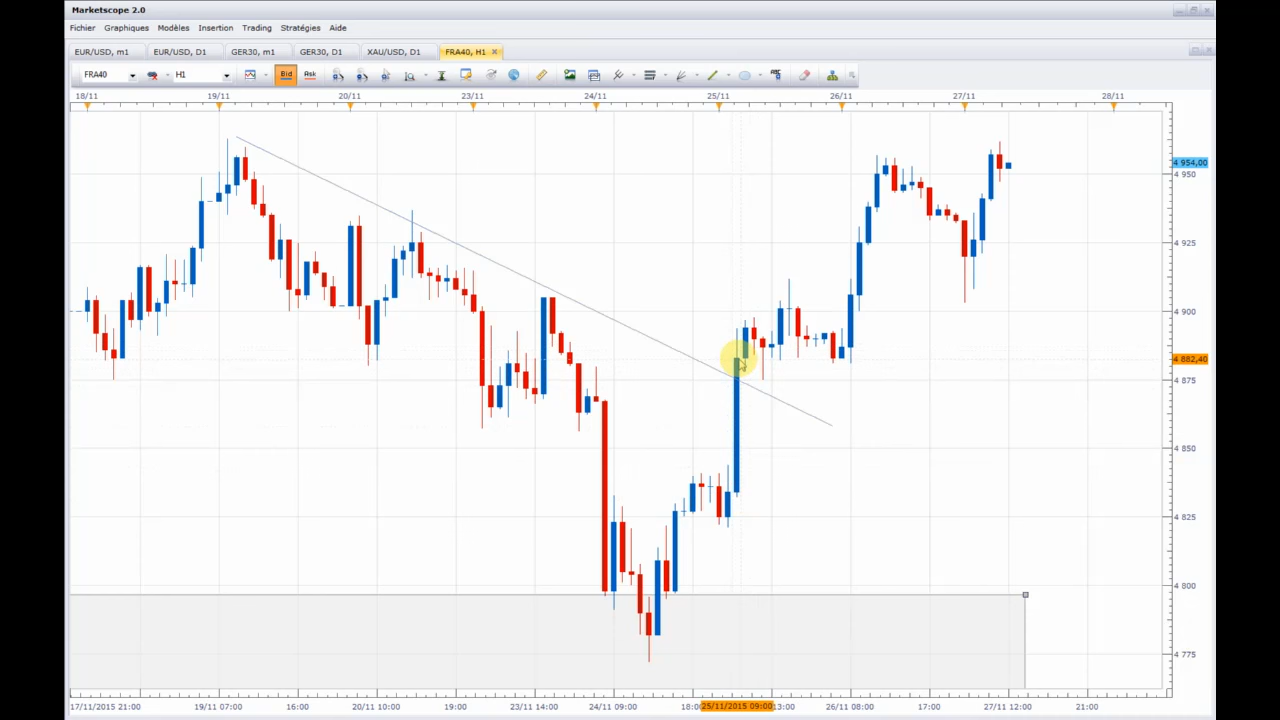 Marketscope 2.0
Fichier Graphiques Modèles Insertion Trading Stratégies Aide
EUR/USD, m1 EUR/USD, D1 GER30, m1 GER30, D1 XAU/USD, D1 FRA40, H1
FRA40 H1 Bid Ask
18/11 19/11 20/11 23/11 24/11 25/11 26/11 27/11 28/11
4 954,00
4 950
4 925
4 900
4 882,40
4 875
4 850
4 825
4 800
4 775
17/11/2015 21:00 19/11 07:00 16:00 20/11 10:00 19:00 23/11 14:00 24/11 09:00 18:0 25/11/2015 09:00 13:00 26/11 08:00 17:00 27/11 12:00 21:00